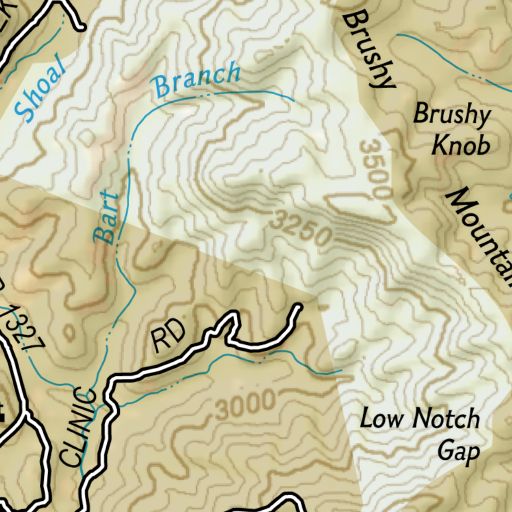 Shoal
Bart
Branch
Brushy
Brushy
Knob
3500
Mountain
3250
1327
RD
CLINIC
3000
Low Notch
Gap